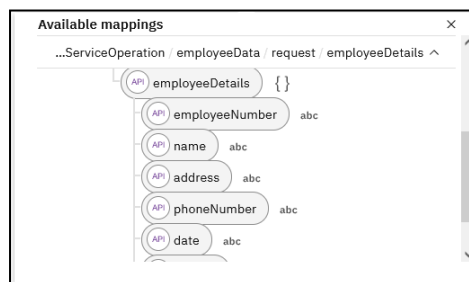 Available mappings
...ServiceOperation / employeeData / request / employeeDetails
API employeeDetails { }
API employeeNumber abc
API name abc
API address abc
API phoneNumber abc
API date abc